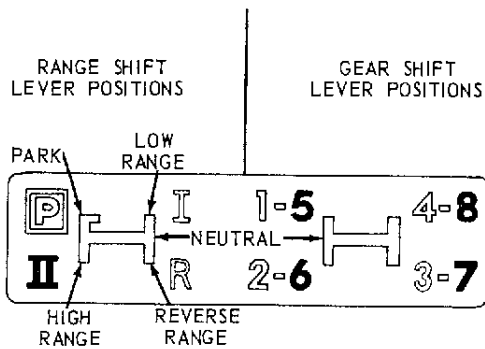 RANGE SHIFT
LEVER POSITIONS
GEAR SHIFT
LEVER POSITIONS
PARK
LOW
RANGE
P
I
1-5
4-8
NEUTRAL
II
R
2-6
3-7
HIGH
RANGE
REVERSE
RANGE